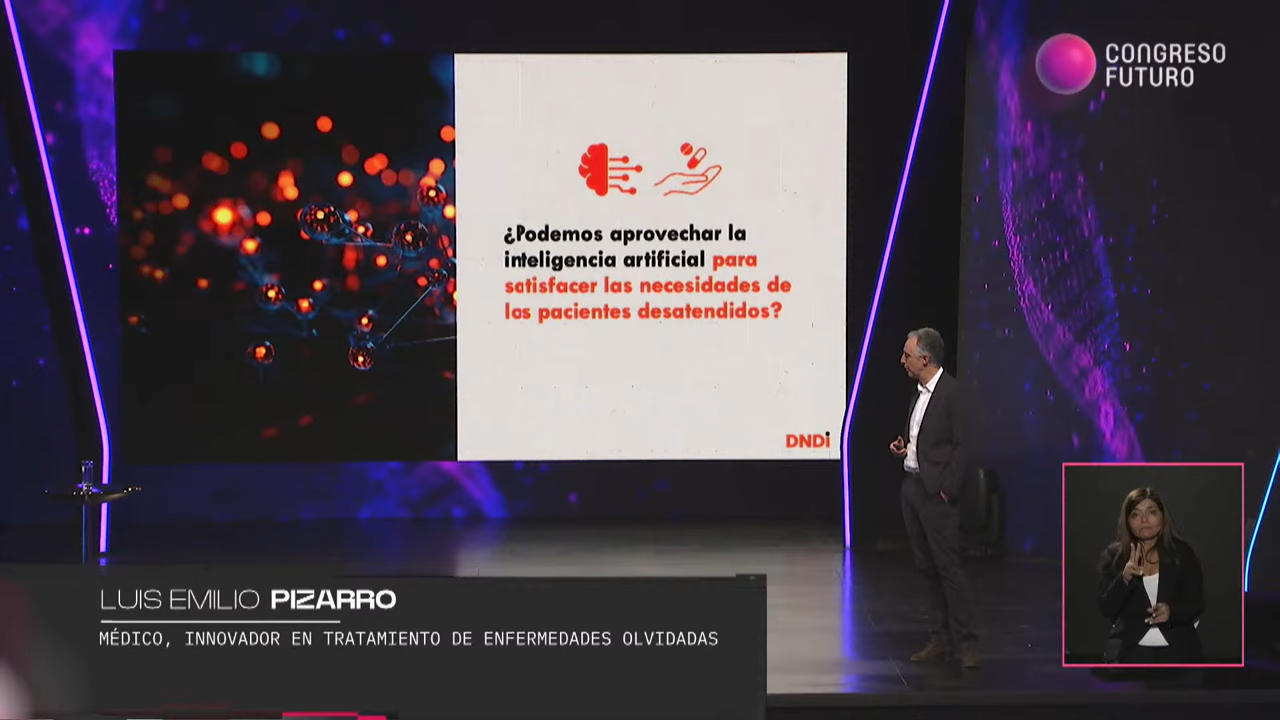 CONGRESO
FUTURO
¿Podemos aprovechar la
inteligencia artificial para
satisfacer las necesidades de
los pacientes desatendidos?
DNDi
LUIS EMILIO PIZARRO
MÉDICO, INNOVADOR EN TRATAMIENTO DE ENFERMEDADES OLVIDADAS